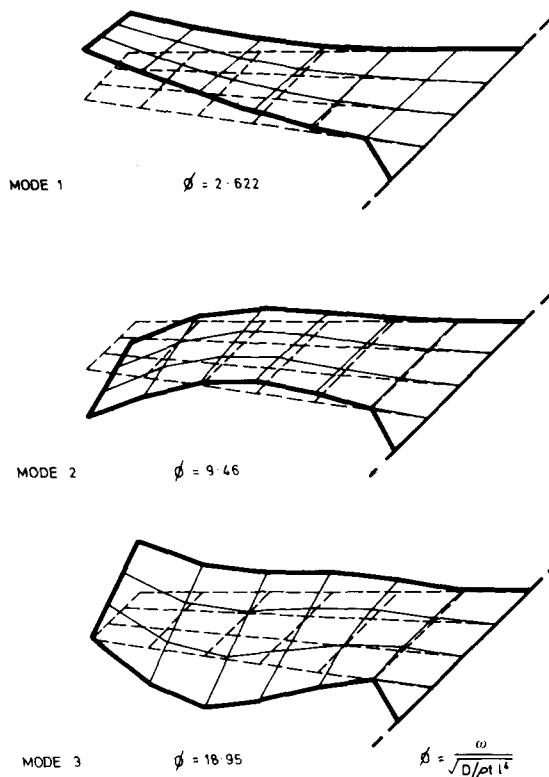 MODE 1 ϕ = 2·622
MODE 2 ϕ = 9·46
MODE 3 ϕ = 18·95 ϕ = ω / √(D/ρt l⁴)